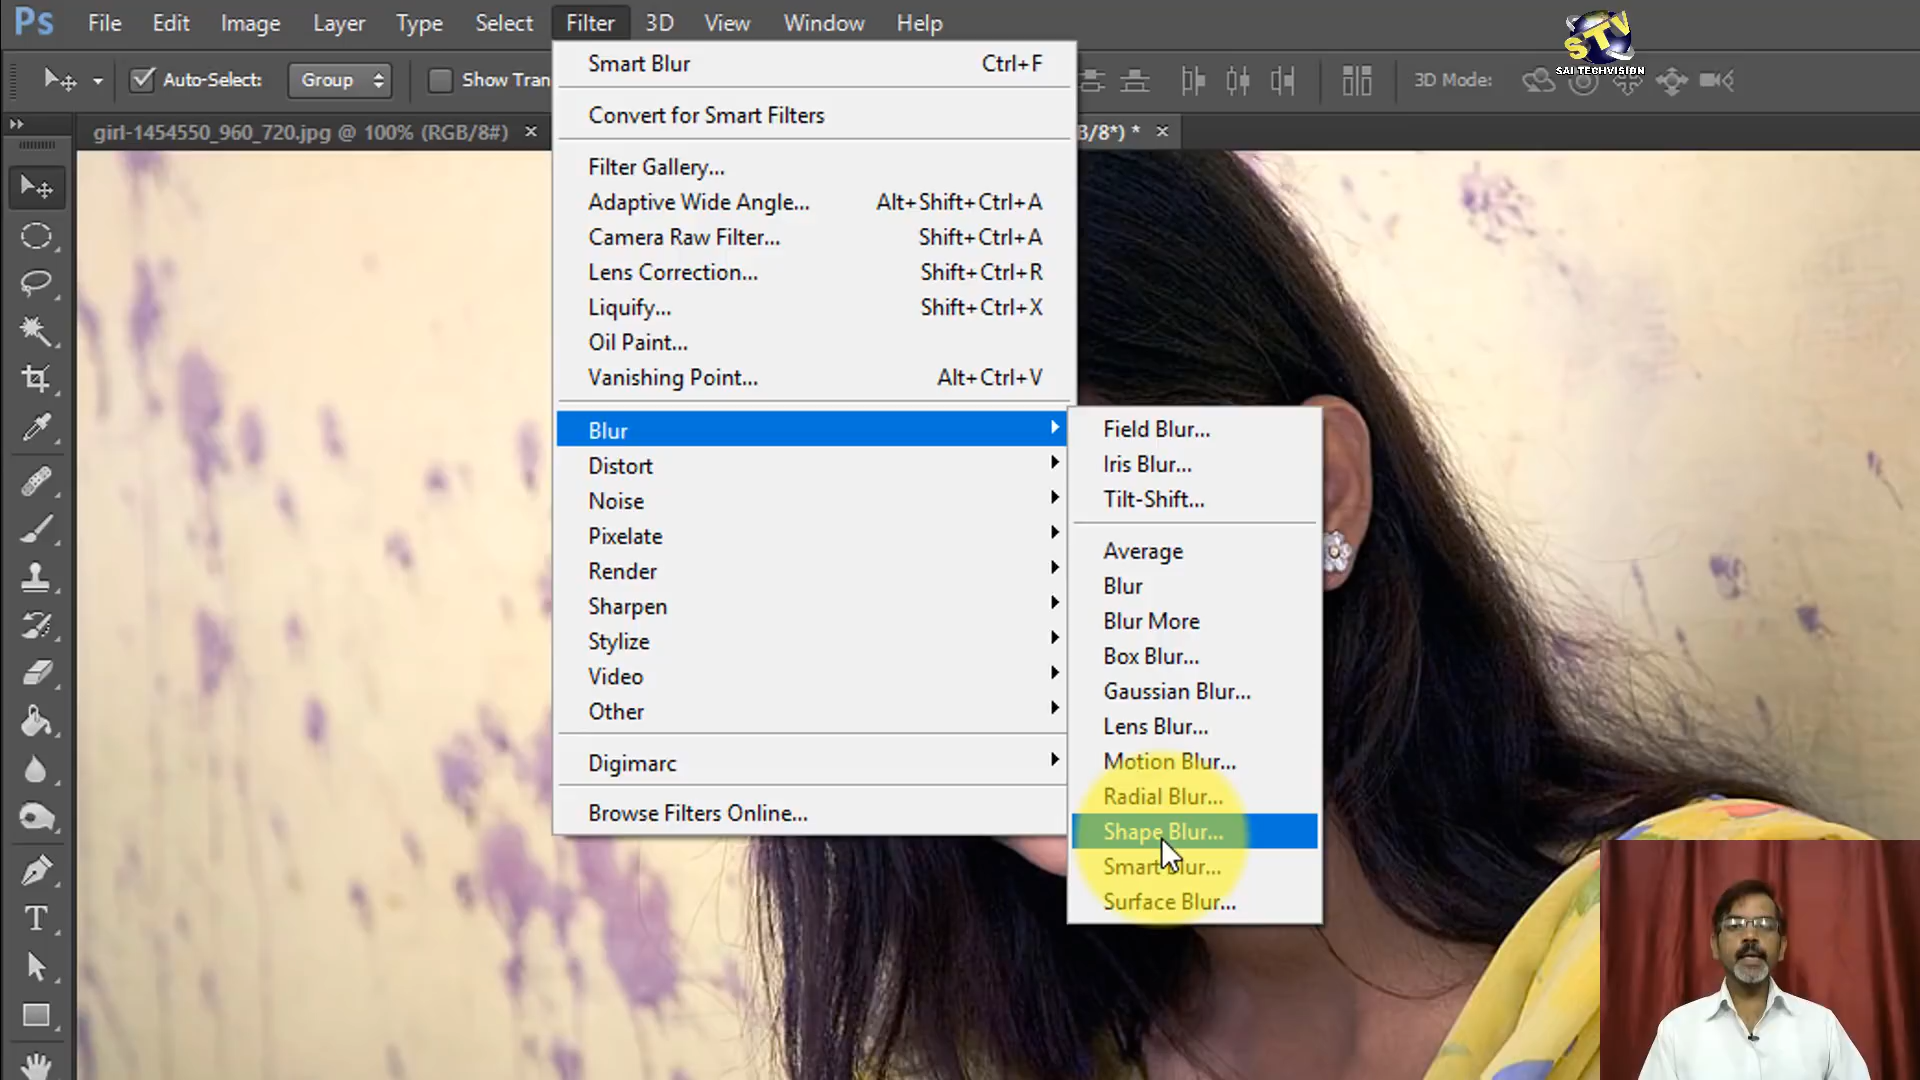 Ps File Edit Image Layer Type Select Filter 3D View Window Help
STV
SAI TECHVISION
Auto-Select: Group Show Tran
3D Mode:
girl-1454550_960_720.jpg @ 100% (RGB/8#) ×
/8*) * ×
Smart Blur Ctrl+F
Convert for Smart Filters
Filter Gallery...
Adaptive Wide Angle... Alt+Shift+Ctrl+A
Camera Raw Filter... Shift+Ctrl+A
Lens Correction... Shift+Ctrl+R
Liquify... Shift+Ctrl+X
Oil Paint...
Vanishing Point... Alt+Ctrl+V
Blur
Distort
Noise
Pixelate
Render
Sharpen
Stylize
Video
Other
Digimarc
Browse Filters Online...
Field Blur...
Iris Blur...
Tilt-Shift...
Average
Blur
Blur More
Box Blur...
Gaussian Blur...
Lens Blur...
Motion Blur...
Radial Blur...
Shape Blur...
Smart Blur...
Surface Blur...
T